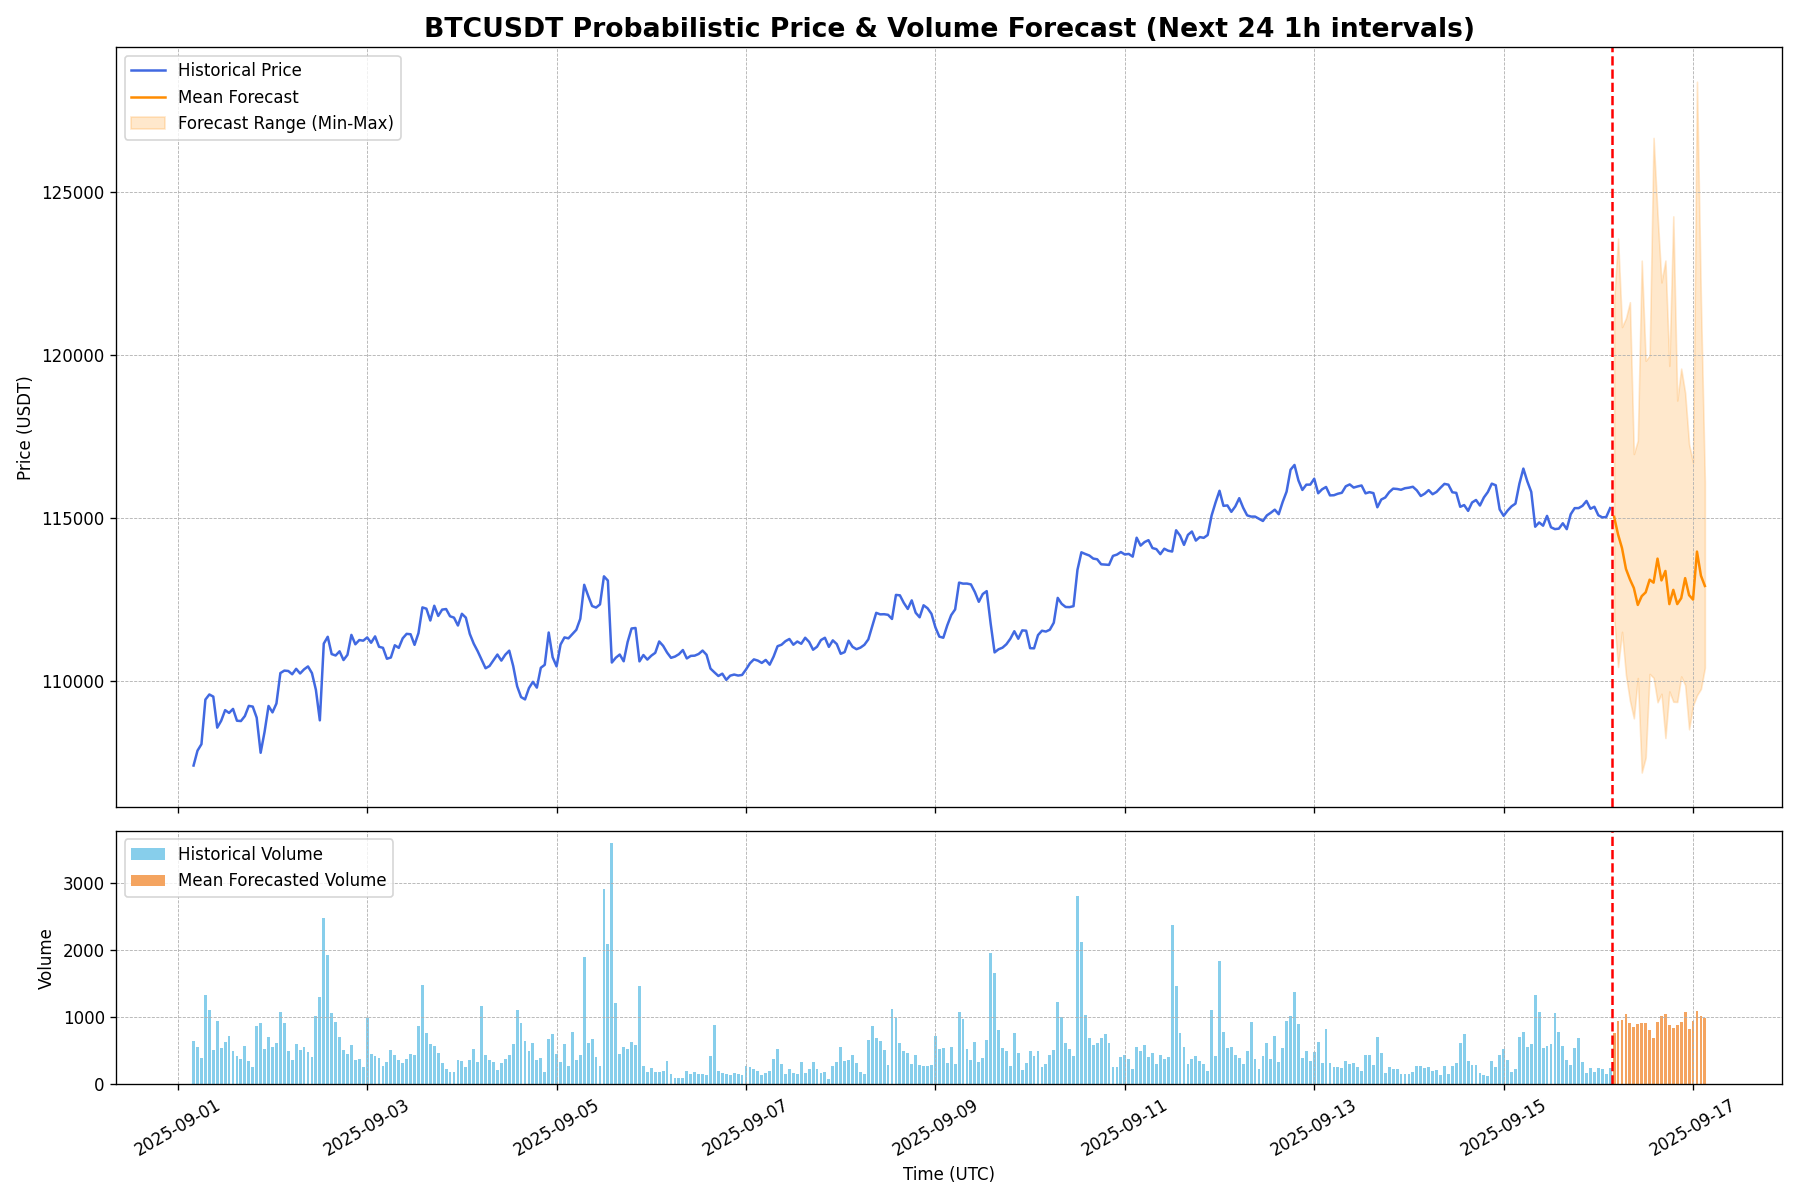 BTCUSDT Probabilistic Price & Volume Forecast (Next 24 1h intervals)
Historical Price
Mean Forecast
Forecast Range (Min-Max)
125000
120000
115000
110000
Price (USDT)
Historical Volume
Mean Forecasted Volume
3000
2000
1000
0
Volume
2025-09-01
2025-09-03
2025-09-05
2025-09-07
2025-09-09
2025-09-11
2025-09-13
2025-09-15
2025-09-17
Time (UTC)